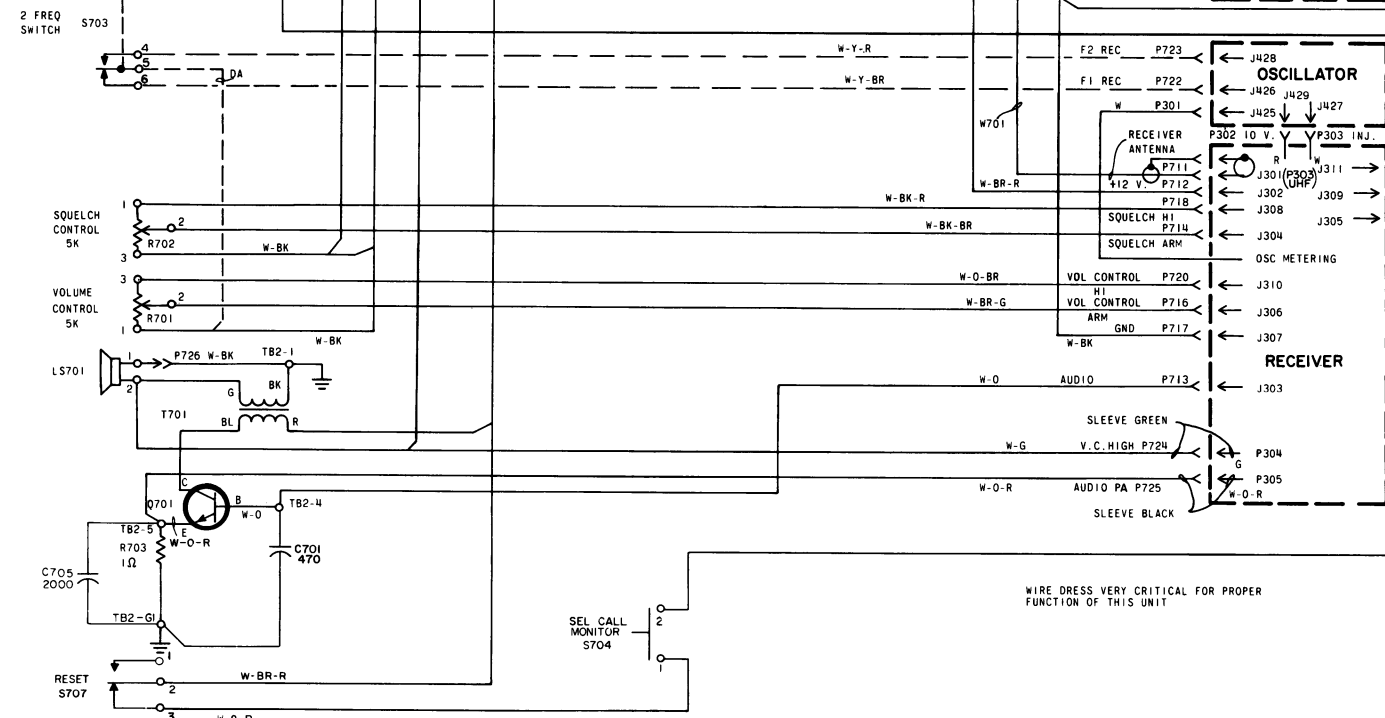 2 FREQ
SWITCH
S703
4
5
6
DA
W-Y-R
F2 REC P723
J428
OSCILLATOR
W-Y-BR
F1 REC P722
J426
J429
J427
W P301
J425
W701
RECEIVER
ANTENNA
P302 10 V.
P303 INJ.
R
W
P711
J301
(P303
UHF)
J311
W-BR-R
+12 V.
P712
J302
J309
1
W-BK-R
P718
J308
SQUELCH HI
J305
SQUELCH
CONTROL
5K
2
R702
W-BK-BR
P714
J304
SQUELCH ARM
W-BK
3
OSC METERING
3
W-O-BR
VOL CONTROL
HI
P720
J310
VOLUME
CONTROL
5K
2
R701
W-BR-G
VOL CONTROL
ARM
P716
J306
1
W-BK
GND P717
W-BK
J307
LS701
1
P726 W-BK
TB2-1
RECEIVER
2
G
BK
W-O
AUDIO
P713
J303
T701
BL
R
SLEEVE GREEN
W-G
V.C.HIGH P724
G
P304
C
Q701
B
W-O
TB2-4
W-O-R
AUDIO PA P725
P305
W-O-R
SLEEVE BLACK
TB2-5
E
W-O-R
R703
1Ω
C701
470
C705
2000
TB2-G1
WIRE DRESS VERY CRITICAL FOR PROPER
FUNCTION OF THIS UNIT
SEL CALL
MONITOR
S704
2
1
1
RESET
S707
2
W-BR-R
3
W-O-R